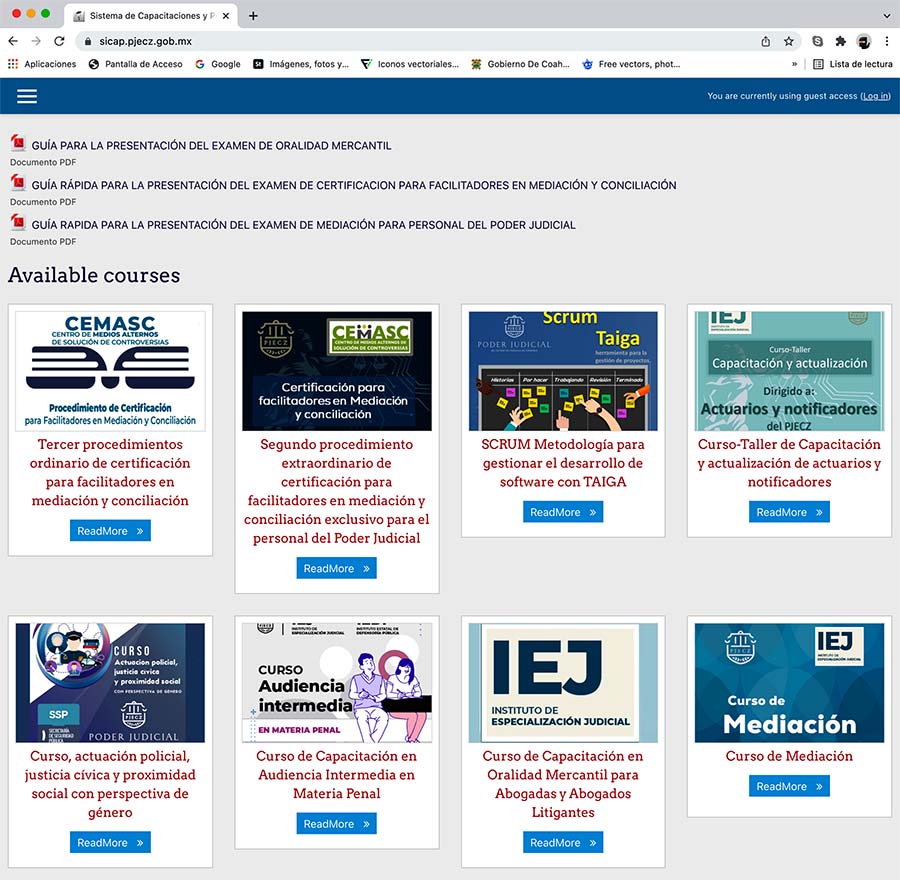 Sistema de Capacitaciones y P
sicap.pjecz.gob.mx
Aplicaciones
Pantalla de Acceso
Google
Imágenes, fotos y...
Iconos vectoriales...
Gobierno De Coah...
Free vectors, phot...
»
Lista de lectura
You are currently using guest access (Log in)
GUÍA PARA LA PRESENTACIÓN DEL EXAMEN DE ORALIDAD MERCANTIL
Documento PDF
GUÍA RÁPIDA PARA LA PRESENTACIÓN DEL EXAMEN DE CERTIFICACION PARA FACILITADORES EN MEDIACIÓN Y CONCILIACIÓN
Documento PDF
GUÍA RAPIDA PARA LA PRESENTACIÓN DEL EXAMEN DE MEDIACIÓN PARA PERSONAL DEL PODER JUDICIAL
Documento PDF
Available courses
CEMASC
CENTRO DE MEDIOS ALTERNOS
DE SOLUCIÓN DE CONTROVERSIAS
Procedimiento de Certificación
para Facilitadores en Mediación y Conciliación
Tercer procedimientos
ordinario de certificación
para facilitadores en
mediación y conciliación
ReadMore »
PJECZ
CEMASC
CENTRO DE MEDIOS ALTERNOS
DE SOLUCIÓN DE CONTROVERSIAS
Certificación para
facilitadores en Mediación
y conciliación
Segundo procedimiento
extraordinario de
certificación para
facilitadores en mediación y
conciliación exclusivo para el
personal del Poder Judicial
ReadMore »
Scrum
Taiga
herramienta para la
gestión de proyectos.
PODER JUDICIAL
Historias
Por hacer
Trabajando
Revisión
Terminado
SCRUM Metodología para
gestionar el desarrollo de
software con TAIGA
ReadMore »
IEJ
INSTITUTO DE
ESPECIALIZACIÓN JUDICIAL
Curso-Taller
Capacitación y actualización
Dirigido a:
Actuarios y notificadores
del PJECZ
Curso-Taller de Capacitación
y actualización de actuarios y
notificadores
ReadMore »
CURSO
Actuacion policial,
justicia cívica
y proximidad social
CON PERSPECTIVA DE GÉNERO
SSP
SECRETARÍA
DE SEGURIDAD
PÚBLICA
PJECZ
PODER JUDICIAL
Curso, actuación policial,
justicia cívica y proximidad
social con perspectiva de
género
ReadMore »
INSTITUTO DE
ESPECIALIZACIÓN JUDICIAL
INSTITUTO ESTATAL DE
DEFENSORÍA PÚBLICA
CURSO
Audiencia
intermedia
EN MATERIA PENAL
Curso de Capacitación en
Audiencia Intermedia en
Materia Penal
ReadMore »
IEJ
INSTITUTO DE
ESPECIALIZACIÓN JUDICIAL
Curso de Capacitación en
Oralidad Mercantil para
Abogadas y Abogados
Litigantes
ReadMore »
PJECZ
IEJ
INSTITUTO DE
ESPECIALIZACIÓN JUDICIAL
Curso de
Mediación
Curso de Mediación
ReadMore »